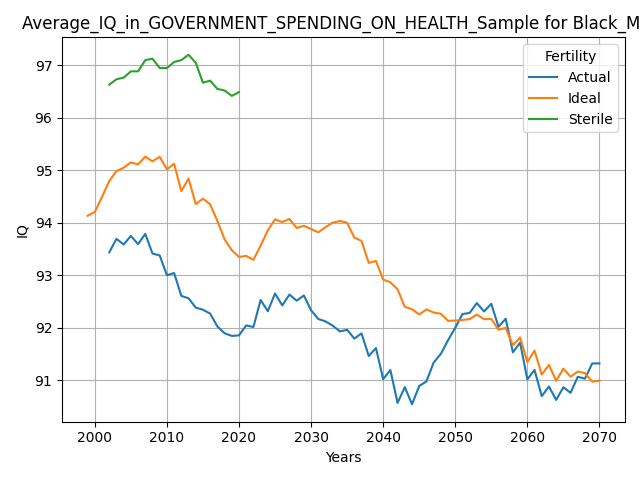 Average_IQ_in_GOVERNMENT_SPENDING_ON_HEALTH_Sample for Black_M
Fertility
Actual
Ideal
Sterile
97
96
95
94
93
92
91
IQ
2000 2010 2020 2030 2040 2050 2060 2070
Years